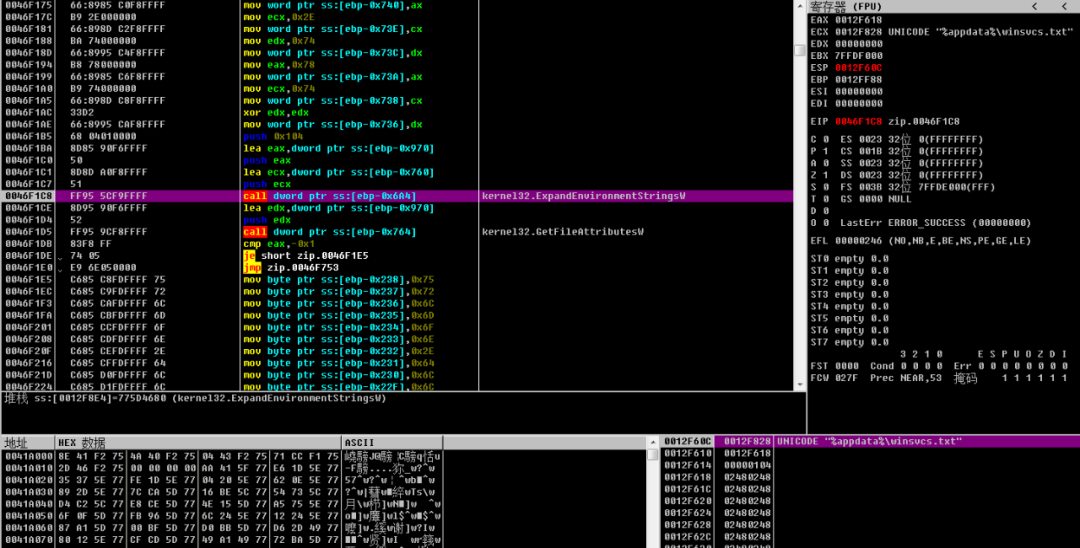 0046F175 66:8985 C0F8FFFF mov word ptr ss:[ebp-0x740],ax
0046F17C B9 2E000000 mov ecx,0x2E
0046F181 66:898D C2F8FFFF mov word ptr ss:[ebp-0x73E],cx
0046F188 BA 74000000 mov edx,0x74
0046F18D 66:8995 C4F8FFFF mov word ptr ss:[ebp-0x73C],dx
0046F194 B8 78000000 mov eax,0x78
0046F199 66:8985 C6F8FFFF mov word ptr ss:[ebp-0x73A],ax
0046F1A0 B9 74000000 mov ecx,0x74
0046F1A5 66:898D C8F8FFFF mov word ptr ss:[ebp-0x738],cx
0046F1AC 33D2 xor edx,edx
0046F1AE 66:8995 CAF8FFFF mov word ptr ss:[ebp-0x736],dx
0046F1B5 68 04010000 push 0x104
0046F1BA 8D85 90F6FFFF lea eax,dword ptr ss:[ebp-0x970]
0046F1C0 50 push eax
0046F1C1 8D8D A0F8FFFF lea ecx,dword ptr ss:[ebp-0x760]
0046F1C7 51 push ecx
0046F1C8 FF95 5CF9FFFF call dword ptr ss:[ebp-0x6A4] kernel32.ExpandEnvironmentStringsW
0046F1CE 8D95 90F6FFFF lea edx,dword ptr ss:[ebp-0x970]
0046F1D4 52 push edx
0046F1D5 FF95 9CF8FFFF call dword ptr ss:[ebp-0x764] kernel32.GetFileAttributesW
0046F1DB 83F8 FF cmp eax,-0x1
0046F1DE 74 05 je short zip.0046F1E5
0046F1E0 E9 6E050000 jmp zip.0046F753
0046F1E5 C685 C8FDFFFF 75 mov byte ptr ss:[ebp-0x238],0x75
0046F1EC C685 C9FDFFFF 72 mov byte ptr ss:[ebp-0x237],0x72
0046F1F3 C685 CAFDFFFF 6C mov byte ptr ss:[ebp-0x236],0x6C
0046F1FA C685 CBFDFFFF 6D mov byte ptr ss:[ebp-0x235],0x6D
0046F201 C685 CCFDFFFF 6F mov byte ptr ss:[ebp-0x234],0x6F
0046F208 C685 CDFDFFFF 6E mov byte ptr ss:[ebp-0x233],0x6E
0046F20F C685 CEFDFFFF 2E mov byte ptr ss:[ebp-0x232],0x2E
0046F216 C685 CFFDFFFF 64 mov byte ptr ss:[ebp-0x231],0x64
0046F21D C685 D0FDFFFF 6C mov byte ptr ss:[ebp-0x230],0x6C
0046F224 C685 D1FDFFFF 6C mov byte ptr ss:[ebp-0x22F],0x6C
堆栈 ss:[0012F8E4]=775D4680 (kernel32.ExpandEnvironmentStringsW)
寄存器 (FPU) < <
EAX 0012F618
ECX 0012F828 UNICODE "%appdata%\winsvcs.txt"
EDX 00000000
EBX 7FFDF000
ESP 0012F60C
EBP 0012FF88
ESI 00000000
EDI 00000000
EIP 0046F1C8 zip.0046F1C8
C 0 ES 0023 32位 0(FFFFFFFF)
P 1 CS 001B 32位 0(FFFFFFFF)
A 0 SS 0023 32位 0(FFFFFFFF)
Z 1 DS 0023 32位 0(FFFFFFFF)
S 0 FS 003B 32位 7FFDE000(FFF)
T 0 GS 0000 NULL
D 0
O 0 LastErr ERROR_SUCCESS (00000000)
EFL 00000246 (NO,NB,E,BE,NS,PE,GE,LE)
ST0 empty 0.0
ST1 empty 0.0
ST2 empty 0.0
ST3 empty 0.0
ST4 empty 0.0
ST5 empty 0.0
ST6 empty 0.0
ST7 empty 0.0
3 2 1 0 E S P U O Z D I
FST 0000 Cond 0 0 0 0 Err 0 0 0 0 0 0 0 0
FCW 027F Prec NEAR,53 掩码 1 1 1 1 1 1
地址 HEX 数据 ASCII
0041A000 8E 41 F2 75 4A 40 F2 75 04 43 F2 75 71 CC F1 75
0041A010 2D 46 F2 75 00 00 00 00 AA 41 5F 77 E6 1D 5E 77
0041A020 35 37 5E 77 FE 1D 5E 77 04 20 5E 77 62 0E 5E 77
0041A030 89 2D 5E 77 7C CA 5D 77 16 BE 5C 77 54 73 5C 77
0041A040 D4 C2 5C 77 E8 CE 5D 77 4E 15 5D 77 A5 75 5E 77
0041A050 6F 0F 5D 77 FB 96 5D 77 6C 24 5E 77 12 24 5E 77
0041A060 87 A1 5D 77 00 BF 5D 77 D0 BB 5D 77 D6 2D 49 77
0041A070 80 12 5E 77 CF CD 5D 77 49 A1 49 77 72 BA 5D 77
0012F60C 0012F828 UNICODE "%appdata%\winsvcs.txt"
0012F610 0012F618
0012F614 00000104
0012F618 02480248
0012F61C 02480248
0012F620 02480248
0012F624 02480248
0012F628 02480248
0012F62C 02480248